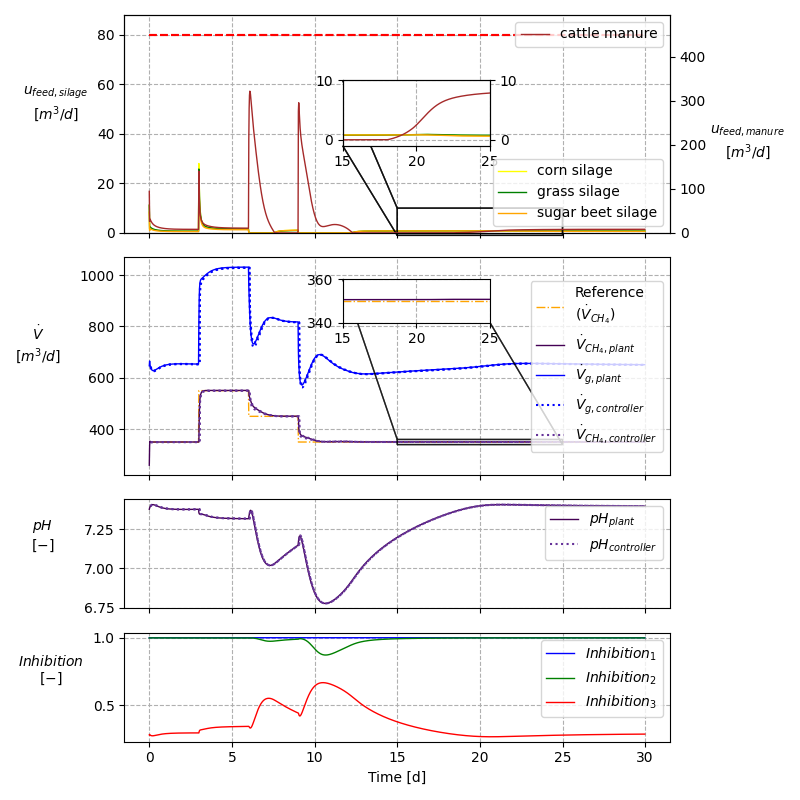 80
60
40
20
0
u_feed,silage
[m³/d]
cattle manure
400
300
200
100
0
u_feed,manure
[m³/d]
10
0
10
0
15
20
25
corn silage
grass silage
sugar beet silage
1000
800
600
400
V̇
[m³/d]
360
340
15
20
25
Reference
(V̇_CH₄)
V̇_CH₄,plant
V̇_g,plant
V̇_g,controller
V̇_CH₄,controller
7.25
7.00
6.75
pH
[−]
pH_plant
pH_controller
1.0
0.5
Inhibition
[−]
Inhibition₁
Inhibition₂
Inhibition₃
0
5
10
15
20
25
30
Time [d]